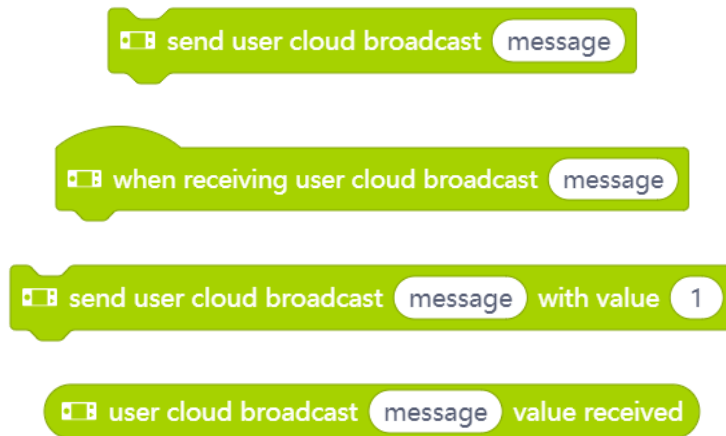 send user cloud broadcast message
when receiving user cloud broadcast message
send user cloud broadcast message with value 1
user cloud broadcast message value received